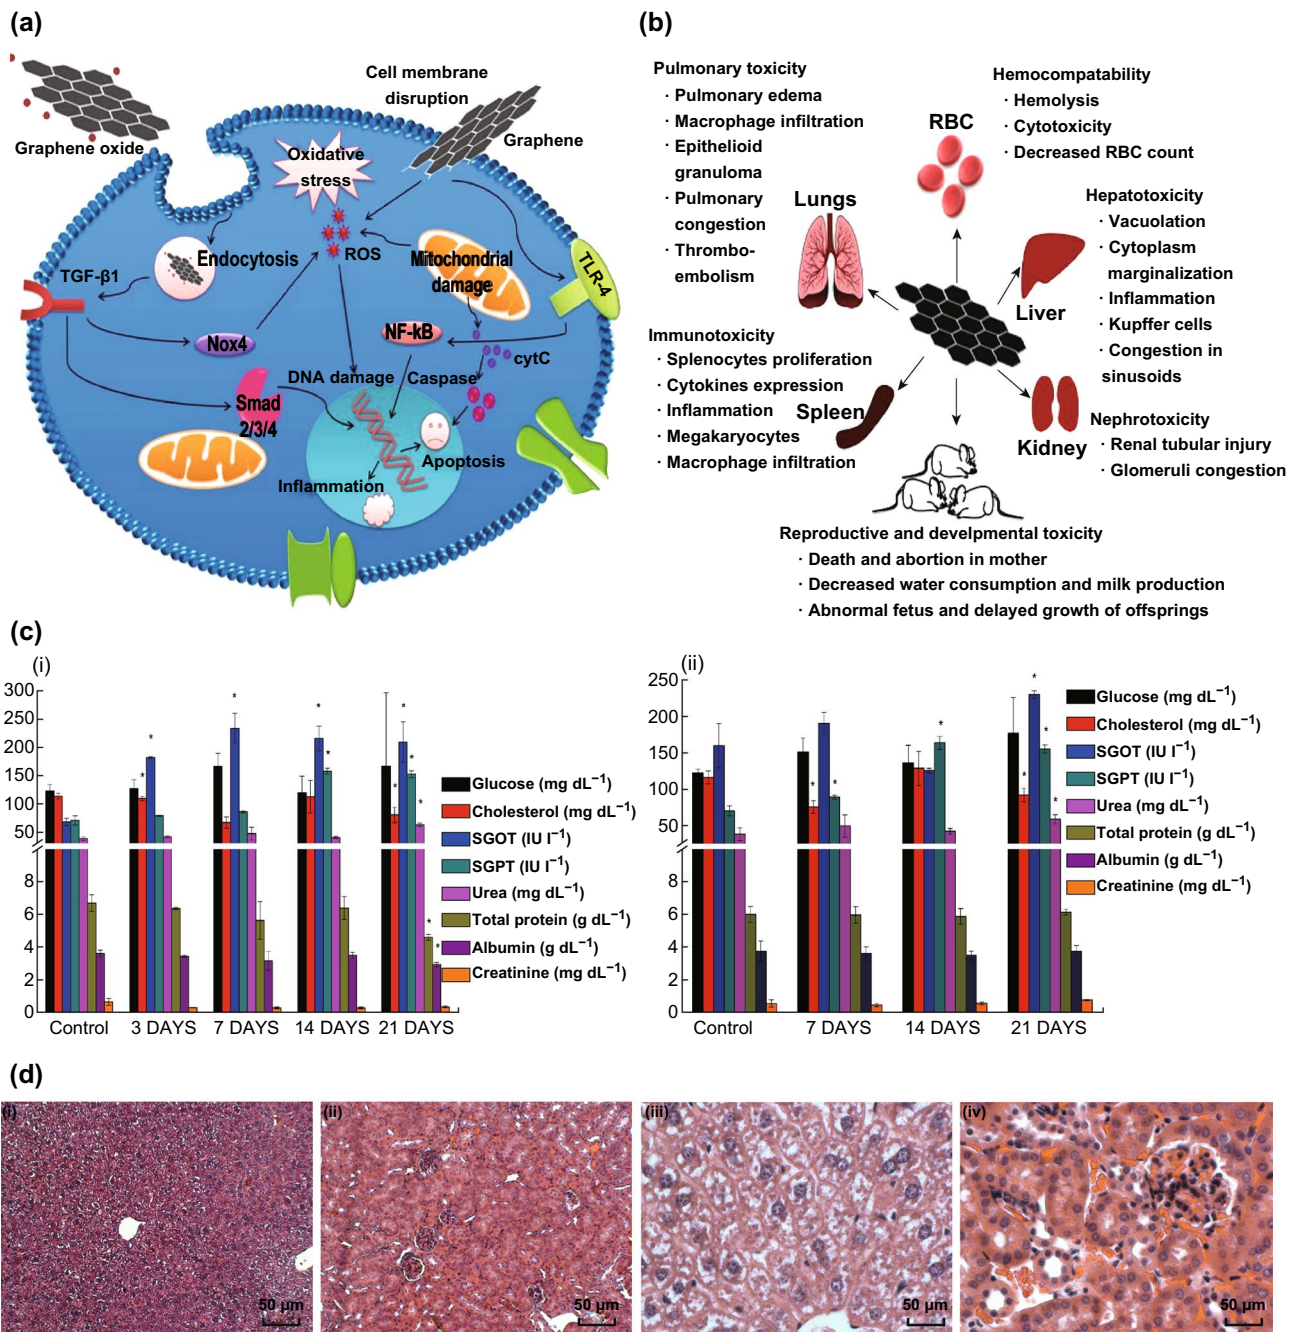 (a)
Graphene oxide
Cell membrane
disruption
Graphene
Oxidative
stress
ROS
Endocytosis
TGF-β1
Mitochondrial
damage
TLR-4
Nox4
NF-kB
cytC
DNA damage
Caspase
Smad
2/3/4
Apoptosis
Inflammation
(b)
Pulmonary toxicity
· Pulmonary edema
· Macrophage infiltration
· Epithelioid
granuloma
· Pulmonary
congestion
· Thrombo-
embolism
Lungs
RBC
Hemocompatability
· Hemolysis
· Cytotoxicity
· Decreased RBC count
Hepatotoxicity
· Vacuolation
· Cytoplasm
marginalization
· Inflammation
· Kupffer cells
· Congestion in
sinusoids
Liver
Immunotoxicity
· Splenocytes proliferation
· Cytokines expression
· Inflammation
· Megakaryocytes
· Macrophage infiltration
Spleen
Kidney
Nephrotoxicity
· Renal tubular injury
· Glomeruli congestion
Reproductive and develpmental toxicity
· Death and abortion in mother
· Decreased water consumption and milk production
· Abnormal fetus and delayed growth of offsprings
(c)
(i)
300
250
200
150
100
50
8
6
4
2
0
* * * * * * * * * * *
Control 3 DAYS 7 DAYS 14 DAYS 21 DAYS
Glucose (mg dL⁻¹)
Cholesterol (mg dL⁻¹)
SGOT (IU l⁻¹)
SGPT (IU l⁻¹)
Urea (mg dL⁻¹)
Total protein (g dL⁻¹)
Albumin (g dL⁻¹)
Creatinine (mg dL⁻¹)
(ii)
250
200
150
100
50
8
6
4
2
0
* * * * * * *
Control 7 DAYS 14 DAYS 21 DAYS
Glucose (mg dL⁻¹)
Cholesterol (mg dL⁻¹)
SGOT (IU l⁻¹)
SGPT (IU l⁻¹)
Urea (mg dL⁻¹)
Total protein (g dL⁻¹)
Albumin (g dL⁻¹)
Creatinine (mg dL⁻¹)
(d)
(i)
50 µm
(ii)
50 µm
(iii)
50 µm
(iv)
50 µm